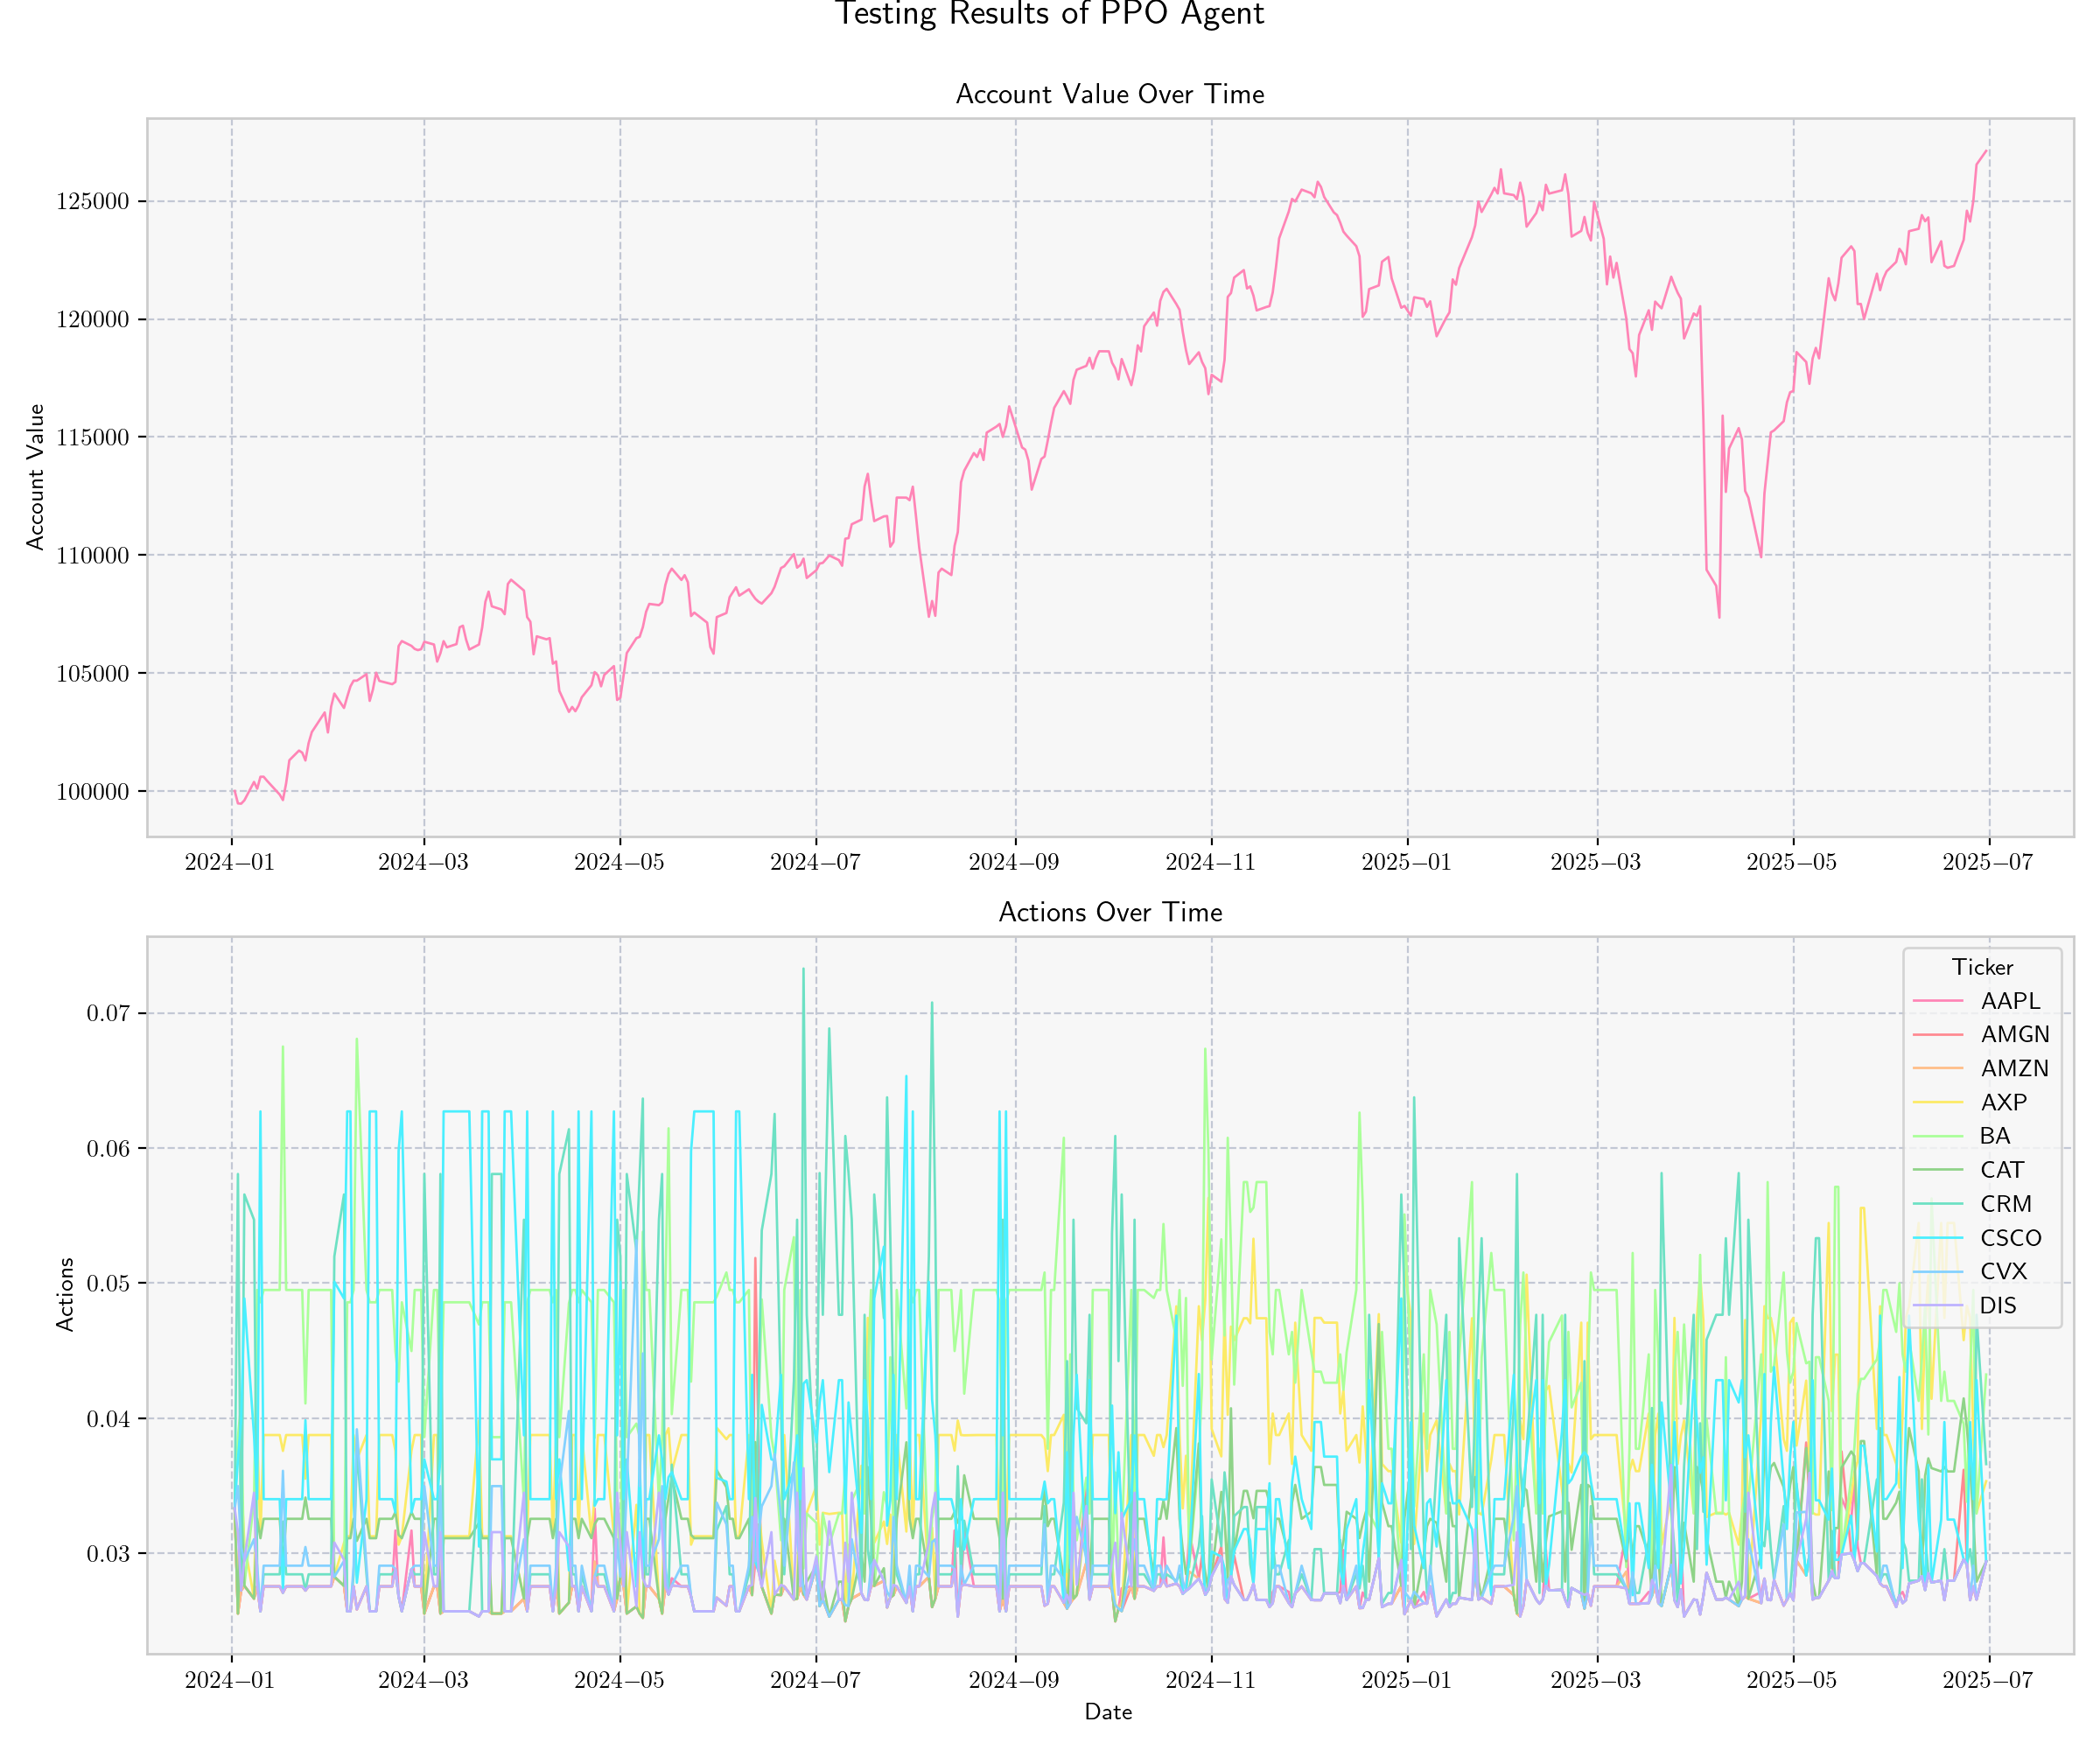 Testing Results of PPO Agent
Account Value Over Time
Account Value
125000
120000
115000
110000
105000
100000
2024−01
2024−03
2024−05
2024−07
2024−09
2024−11
2025−01
2025−03
2025−05
2025−07
Actions Over Time
Actions
0.07
0.06
0.05
0.04
0.03
Ticker
AAPL
AMGN
AMZN
AXP
BA
CAT
CRM
CSCO
CVX
DIS
2024−01
2024−03
2024−05
2024−07
2024−09
2024−11
2025−01
2025−03
2025−05
2025−07
Date